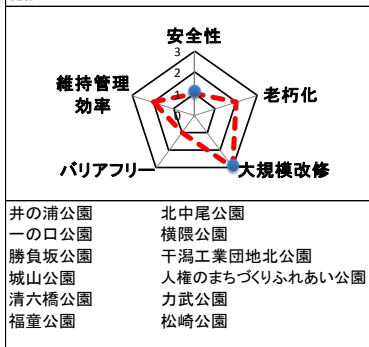 安全性
3
2
1
0
維持管理
効率
老朽化
バリアフリー
大規模改修
井の浦公園 北中尾公園
一の口公園 横隈公園
勝負坂公園 干潟工業団地北公園
城山公園 人権のまちづくりふれあい公園
清六橋公園 力武公園
福童公園 松崎公園